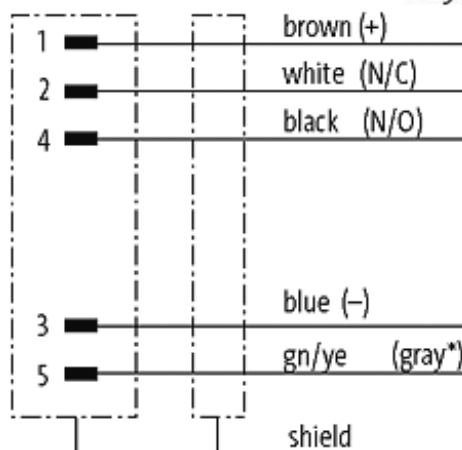 1 brown (+)
2 white (N/C)
4 black (N/O)
3 blue (–)
5 gn/ye (gray*)
shield